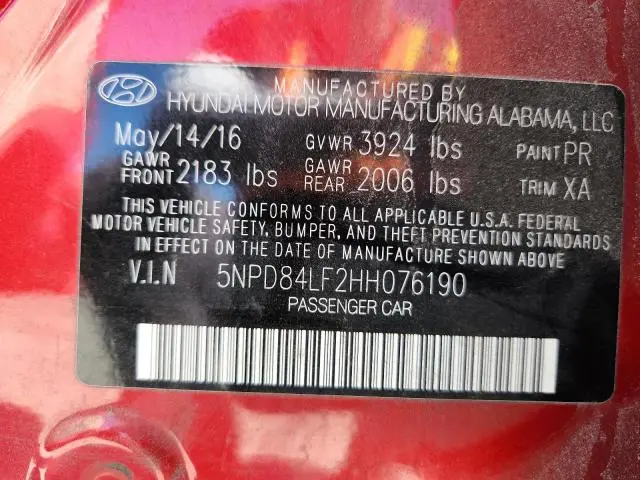 MANUFACTURED BY
HYUNDAI MOTOR MANUFACTURING ALABAMA, LLC
May/14/16 GVWR 3924 lbs PAINT PR
GAWR FRONT 2183 lbs GAWR REAR 2006 lbs TRIM XA
THIS VEHICLE CONFORMS TO ALL APPLICABLE U.S.A. FEDERAL
MOTOR VEHICLE SAFETY, BUMPER, AND THEFT PREVENTION STANDARDS
IN EFFECT ON THE DATE OF MANUFACTURE SHOWN ABOVE.
V.I.N 5NPD84LF2HH076190
PASSENGER CAR